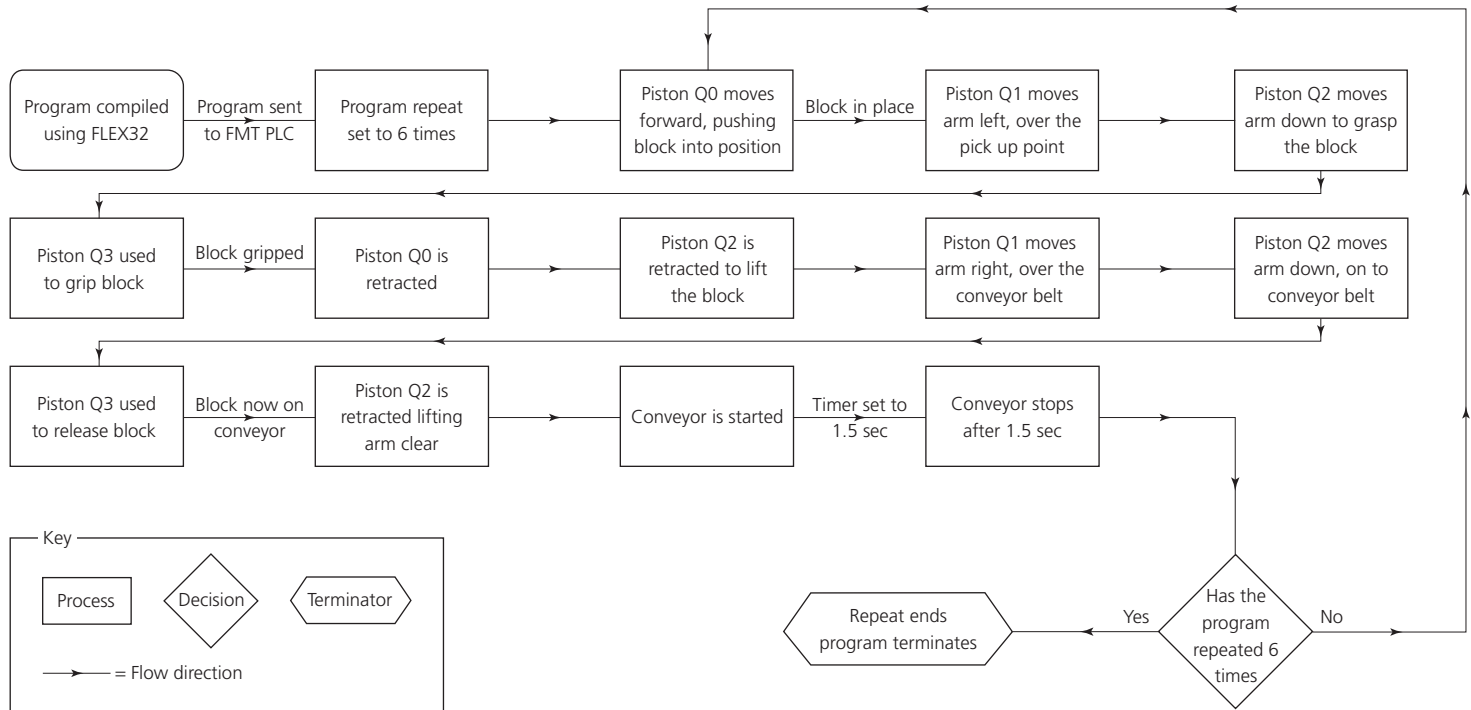 Program compiled
using FLEX32
Program sent
to FMT PLC
Program repeat
set to 6 times
Piston Q0 moves
forward, pushing
block into position
Block in place
Piston Q1 moves
arm left, over the
pick up point
Piston Q2 moves
arm down to grasp
the block
Piston Q3 used
to grip block
Block gripped
Piston Q0 is
retracted
Piston Q2 is
retracted to lift
the block
Piston Q1 moves
arm right, over the
conveyor belt
Piston Q2 moves
arm down, on to
conveyor belt
Piston Q3 used
to release block
Block now on
conveyor
Piston Q2 is
retracted lifting
arm clear
Conveyor is started
Timer set to
1.5 sec
Conveyor stops
after 1.5 sec
Has the
program
repeated 6
times
Yes
No
Repeat ends
program terminates
Key
Process
Decision
Terminator
= Flow direction